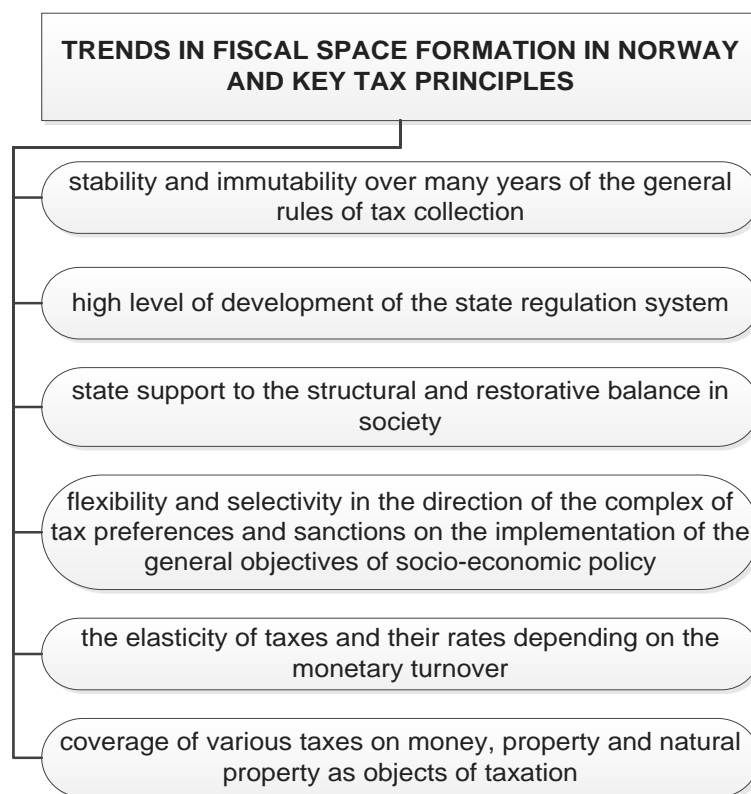 TRENDS IN FISCAL SPACE FORMATION IN NORWAY
AND KEY TAX PRINCIPLES
stability and immutability over many years of the general
rules of tax collection
high level of development of the state regulation system
state support to the structural and restorative balance in
society
flexibility and selectivity in the direction of the complex of
tax preferences and sanctions on the implementation of the
general objectives of socio-economic policy
the elasticity of taxes and their rates depending on the
monetary turnover
coverage of various taxes on money, property and natural
property as objects of taxation